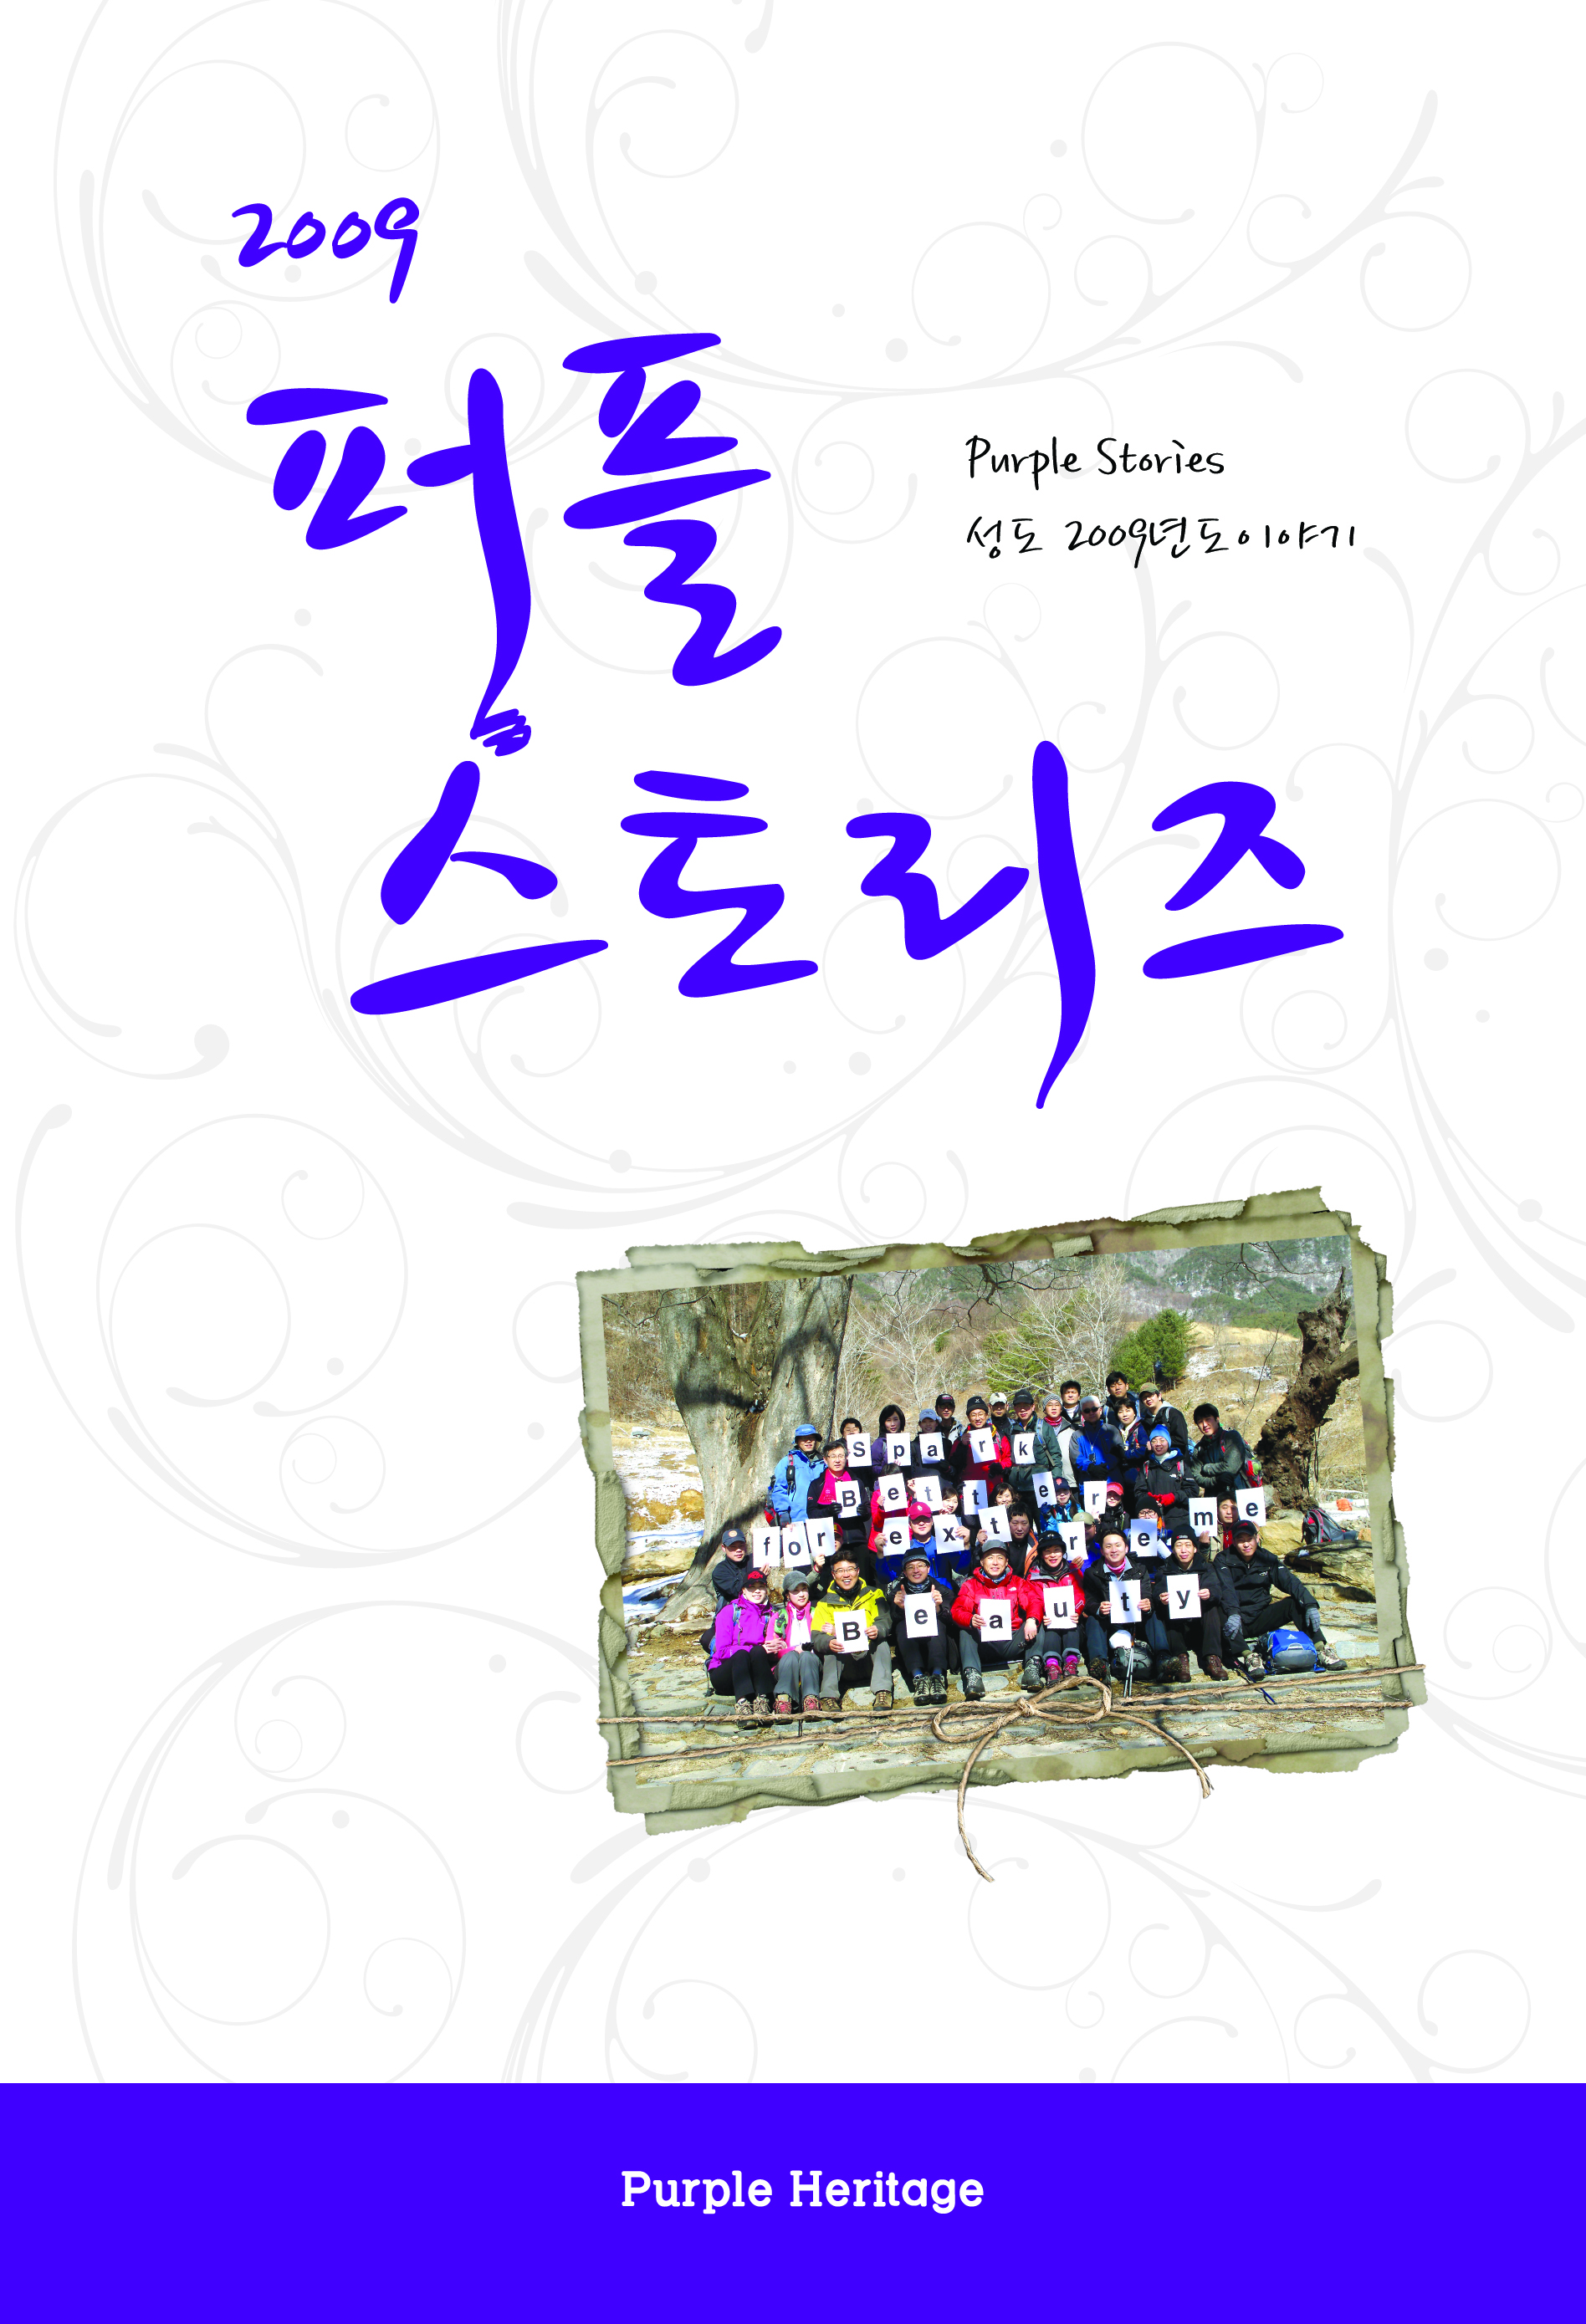 2009
퍼플
스토리즈
Purple Stories
성도 2009년도이야기
Spark
Better
for extreme
Beauty
Purple Heritage